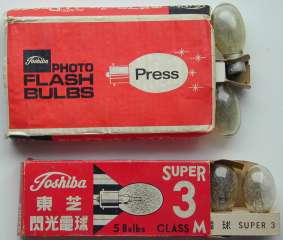 Toshiba
PHOTO
FLASH
BULBS
Press
Toshiba
東芝
閃光電球
5 Bulbs
SUPER
3
CLASS M
球 SUPER 3